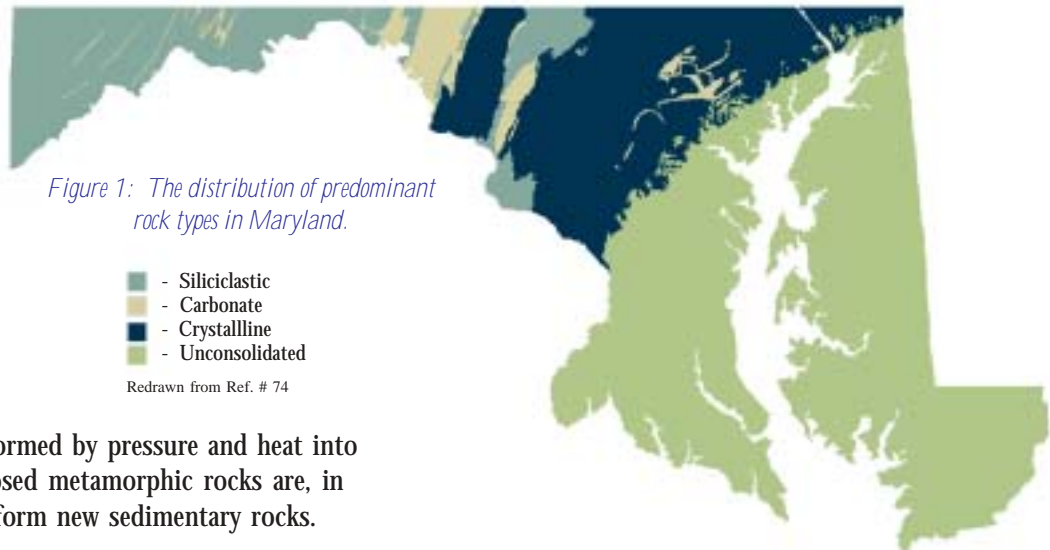 Figure 1: The distribution of predominant
rock types in Maryland.
- Siliciclastic
- Carbonate
- Crystallline
- Unconsolidated
Redrawn from Ref. # 74
ormed by pressure and heat into
sed metamorphic rocks are, in
form new sedimentary rocks.